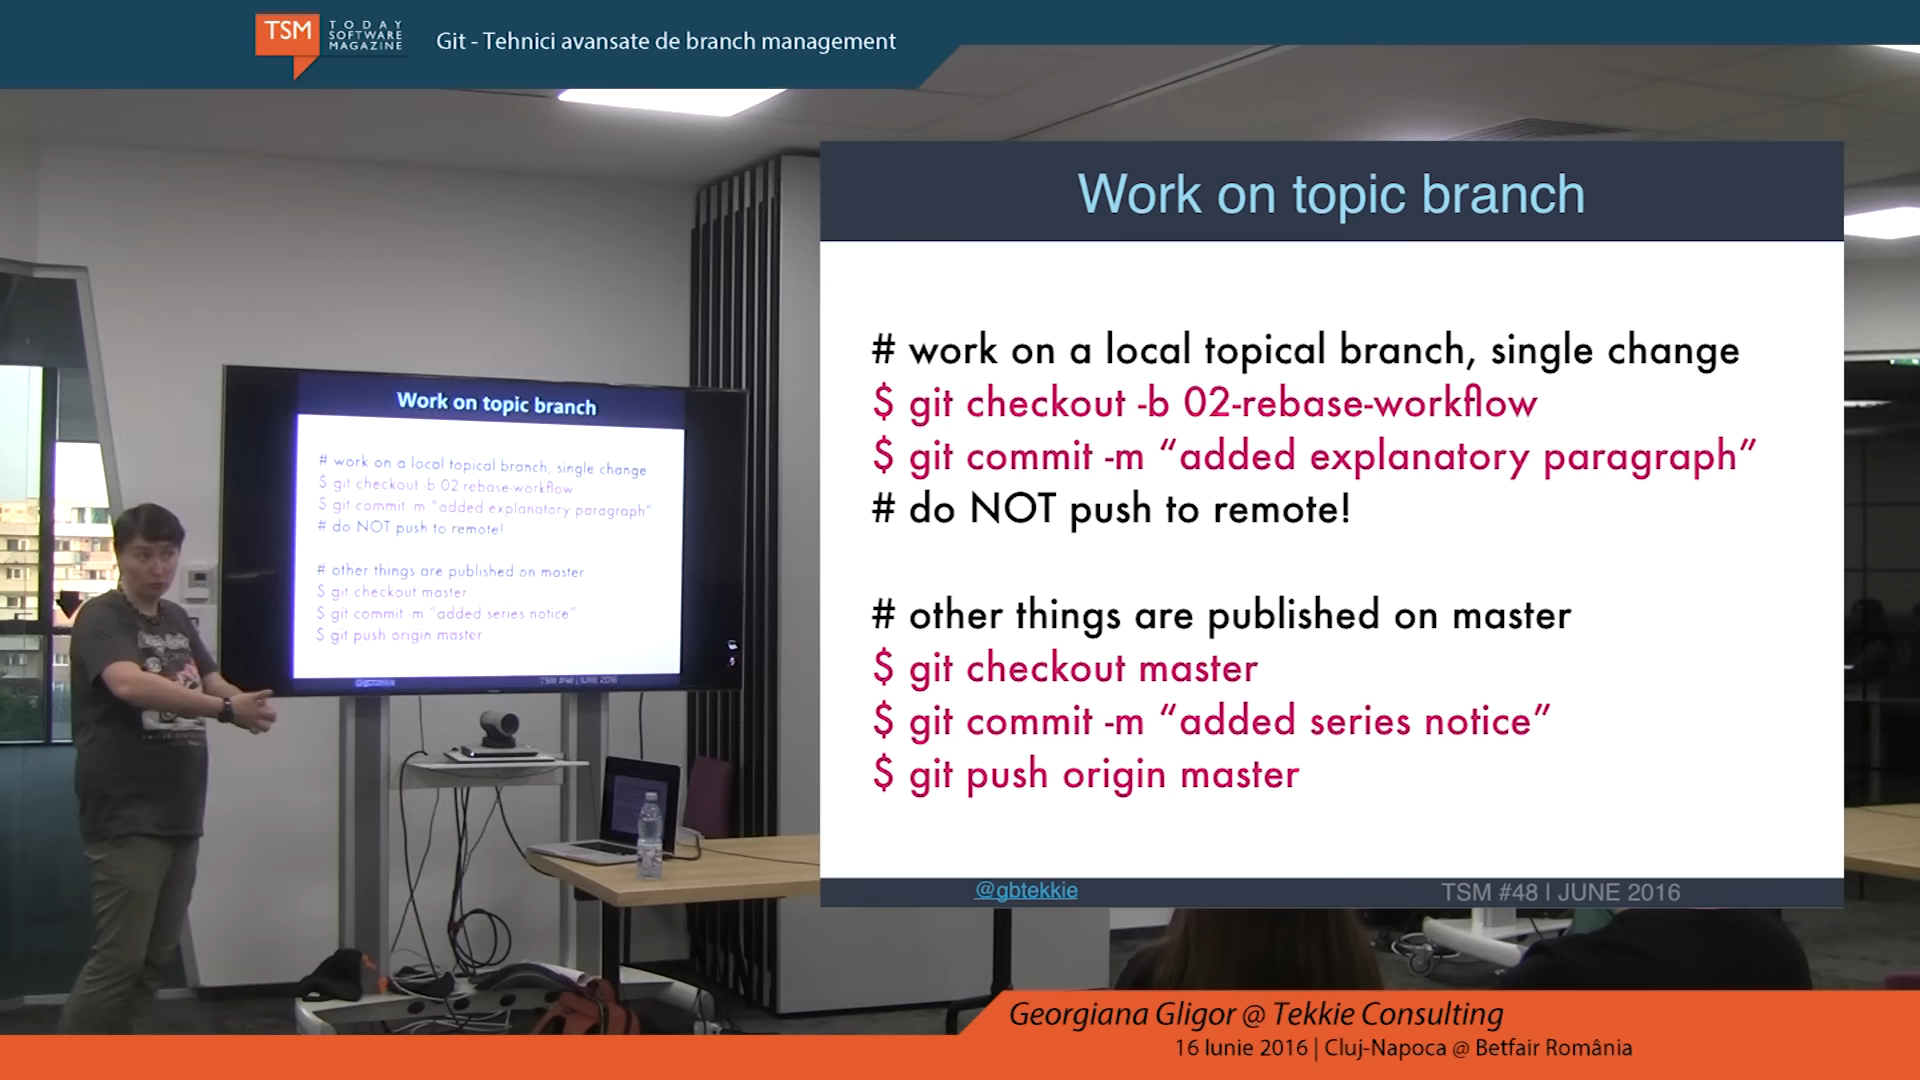 TSM
TODAY
SOFTWARE
MAGAZINE
Git - Tehnici avansate de branch management
Work on topic branch
# work on a local topical branch, single change
$ git checkout -b 02-rebase-workflow
$ git commit -m “added explanatory paragraph”
# do NOT push to remote!
# other things are published on master
$ git checkout master
$ git commit -m “added series notice”
$ git push origin master
@gbtekkie
TSM #48 | JUNE 2016
Work on topic branch
# work on a local topical branch, single change
$ git checkout -b 02-rebase-workflow
$ git commit -m “added explanatory paragraph”
# do NOT push to remote!
# other things are published on master
$ git checkout master
$ git commit -m “added series notice”
$ git push origin master
@gbtekkie
TSM #48 | JUNE 2016
Georgiana Gligor @ Tekkie Consulting
16 Iunie 2016 | Cluj-Napoca @ Betfair România